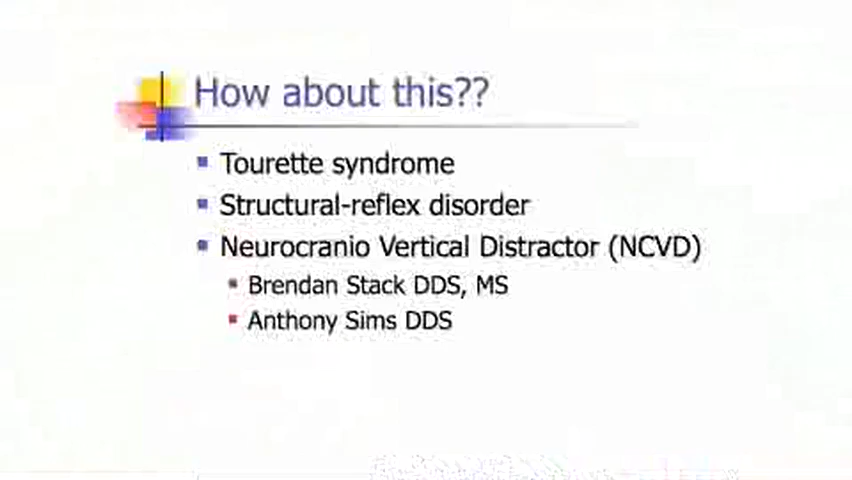 How about this??
Tourette syndrome
Structural-reflex disorder
Neurocranio Vertical Distractor (NCVD)
Brendan Stack DDS, MS
Anthony Sims DDS